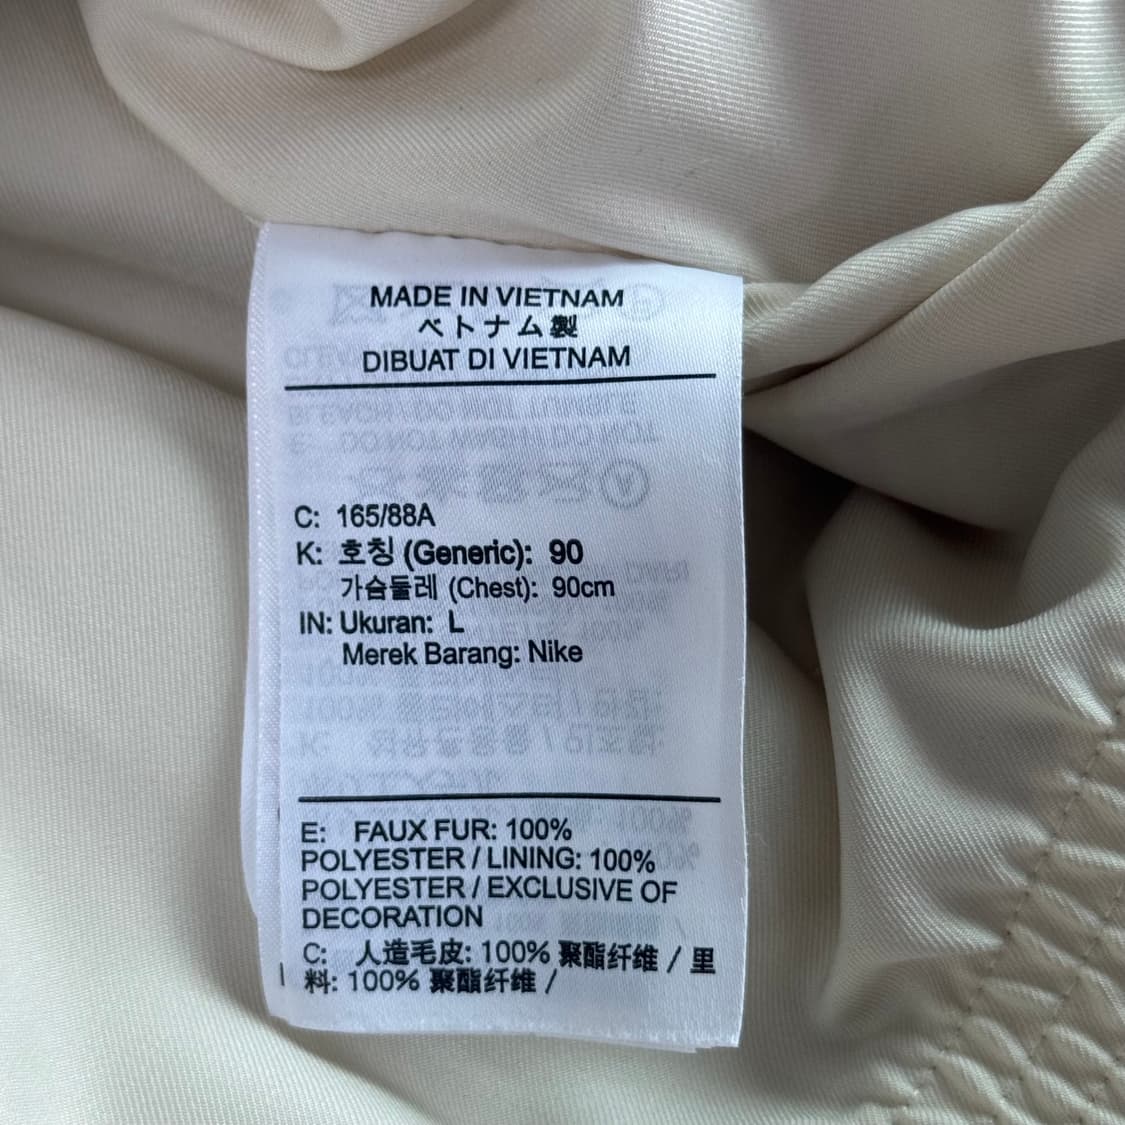 MADE IN VIETNAM
ベトナム製
DIBUAT DI VIETNAM
C: 165/88A
K: 호칭 (Generic): 90
가슴둘레 (Chest): 90cm
IN: Ukuran: L
Merek Barang: Nike
E: FAUX FUR: 100%
POLYESTER / LINING: 100%
POLYESTER / EXCLUSIVE OF
DECORATION
C: 人造毛皮: 100% 聚酯纤维 / 里
料: 100% 聚酯纤维 /